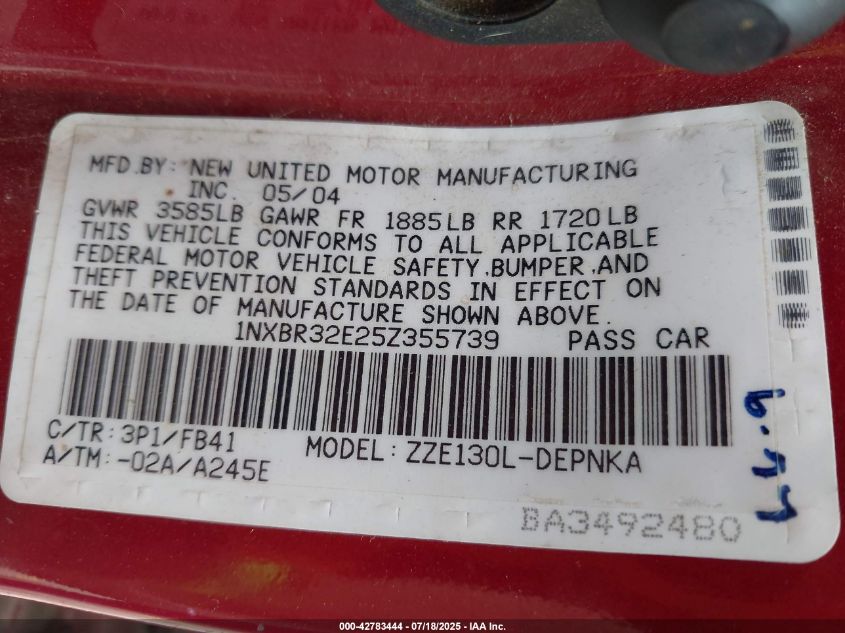 MFD.BY: NEW UNITED MOTOR MANUFACTURING
INC. 05/04
GVWR 3585LB GAWR FR 1885LB RR 1720LB
THIS VEHICLE CONFORMS TO ALL APPLICABLE
FEDERAL MOTOR VEHICLE SAFETY,BUMPER,AND
THEFT PREVENTION STANDARDS IN EFFECT ON
THE DATE OF MANUFACTURE SHOWN ABOVE.
1NXBR32E25Z355739 PASS CAR
C/TR:3P1/FB41 MODEL:ZZE130L-DEPNKA
A/TM:-02A/A245E
BA3492480
000-42783444 / 07/18/2025 - IAA Inc.